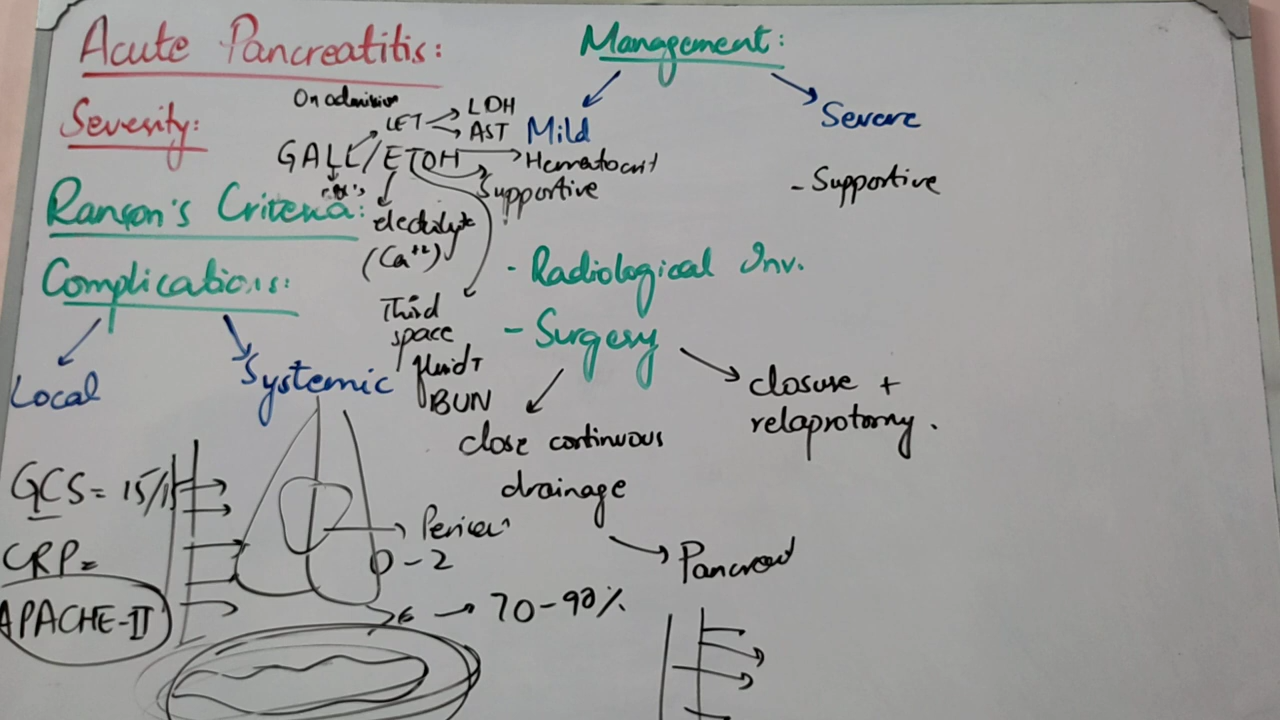 Acute Pancreatitis:
Severity:
On admission
LFT
LDH
AST
GALL/ETOH
Hematocrit
electrolyte
(Ca++)
Third
space
fluid
BUN
Ranson's Criteria:
Complications:
Local
Systemic
GCS = 15/15
CRP =
APACHE-II
0-2
>6 → 70-90%
Management:
Mild
Supportive
Severe
- Supportive
- Radiological Inv.
- Surgery
close continuous
drainage
closure +
relaprotomy.